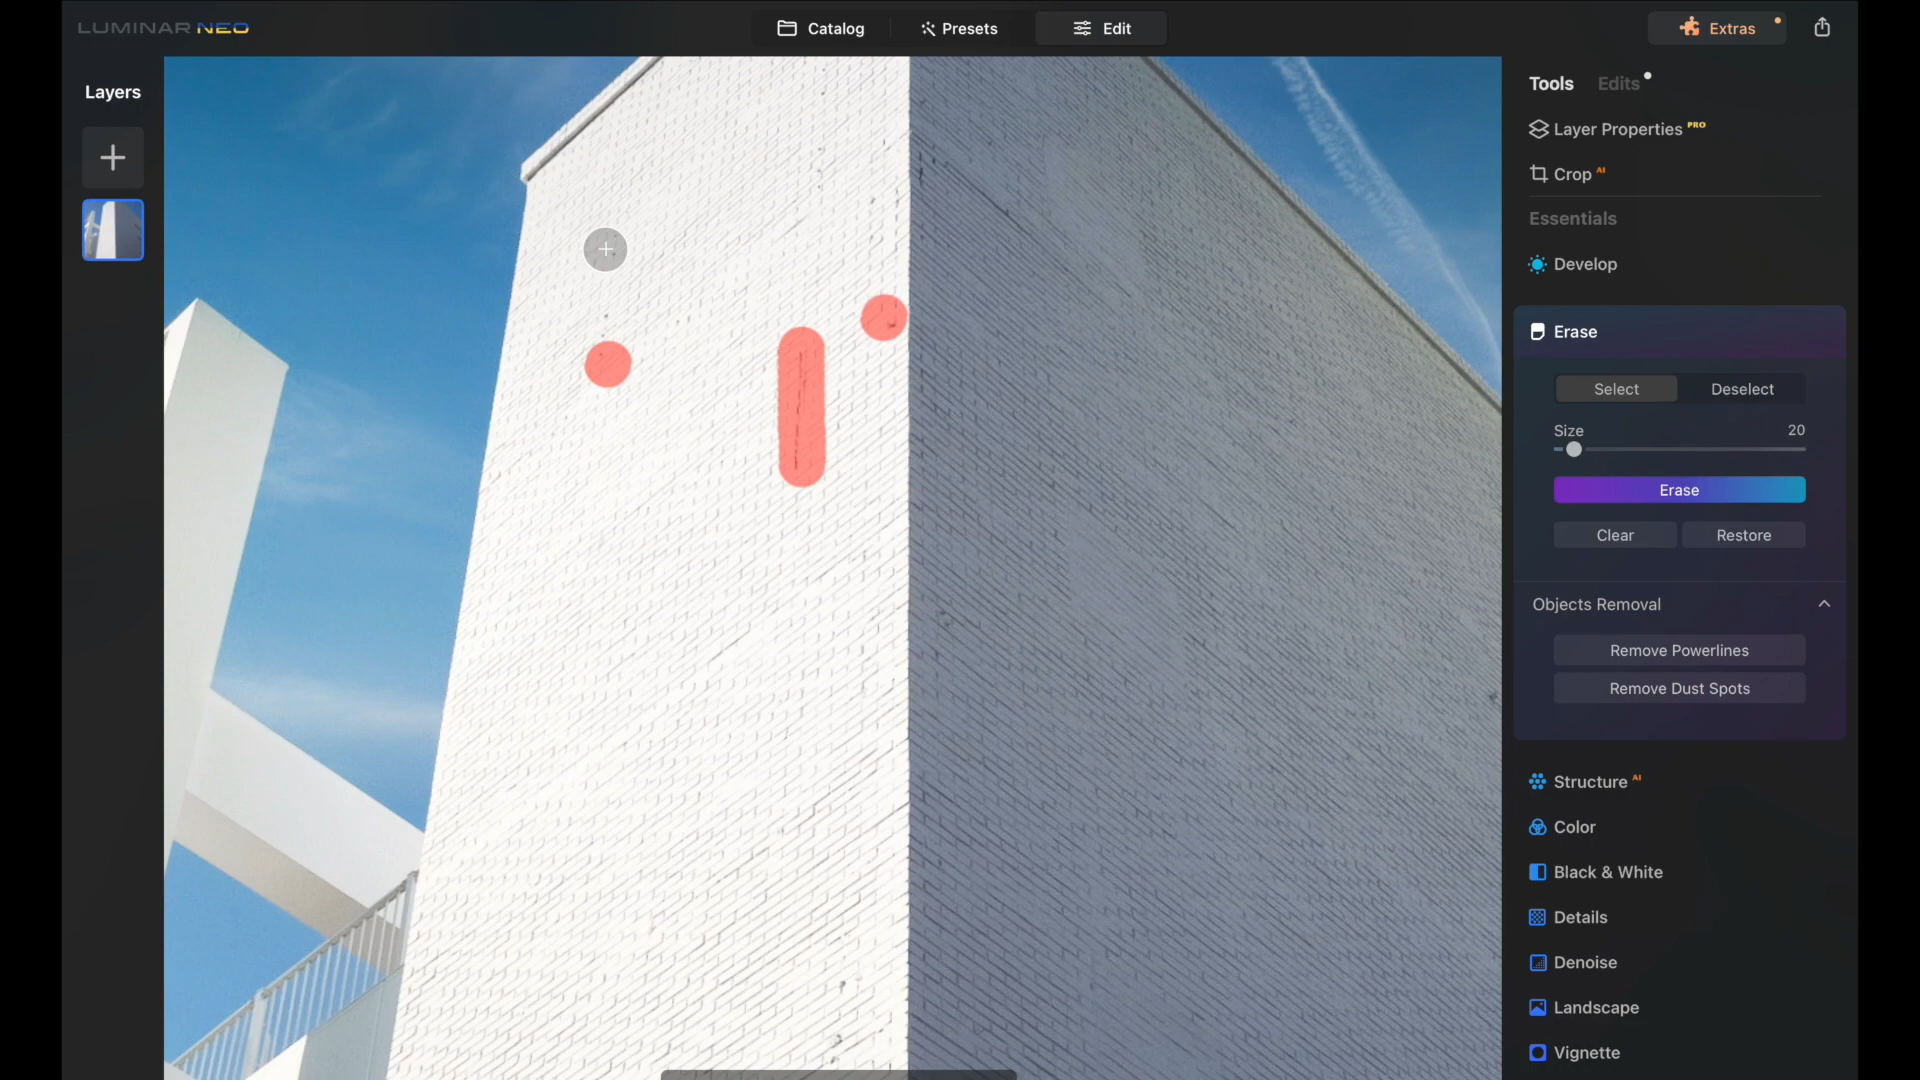 LUMINAR NEO
Catalog
Presets
Edit
Extras
Layers
Tools
Edits
Layer Properties PRO
Crop AI
Essentials
Develop
Erase
Select
Deselect
Size
20
Erase
Clear
Restore
Objects Removal
Remove Powerlines
Remove Dust Spots
Structure AI
Color
Black & White
Details
Denoise
Landscape
Vignette